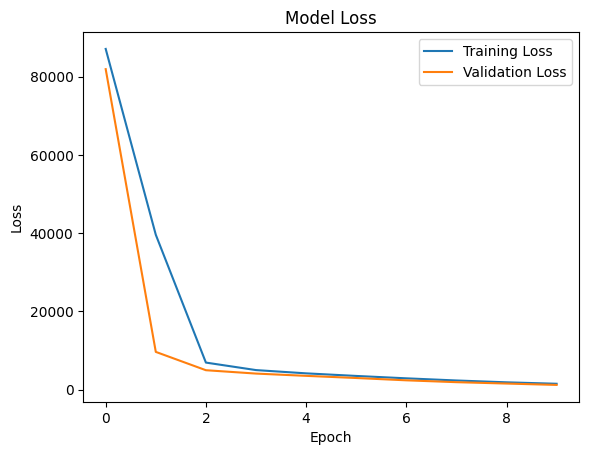 Model Loss
Training Loss
Validation Loss
80000
60000
40000
20000
0
Loss
0 2 4 6 8
Epoch